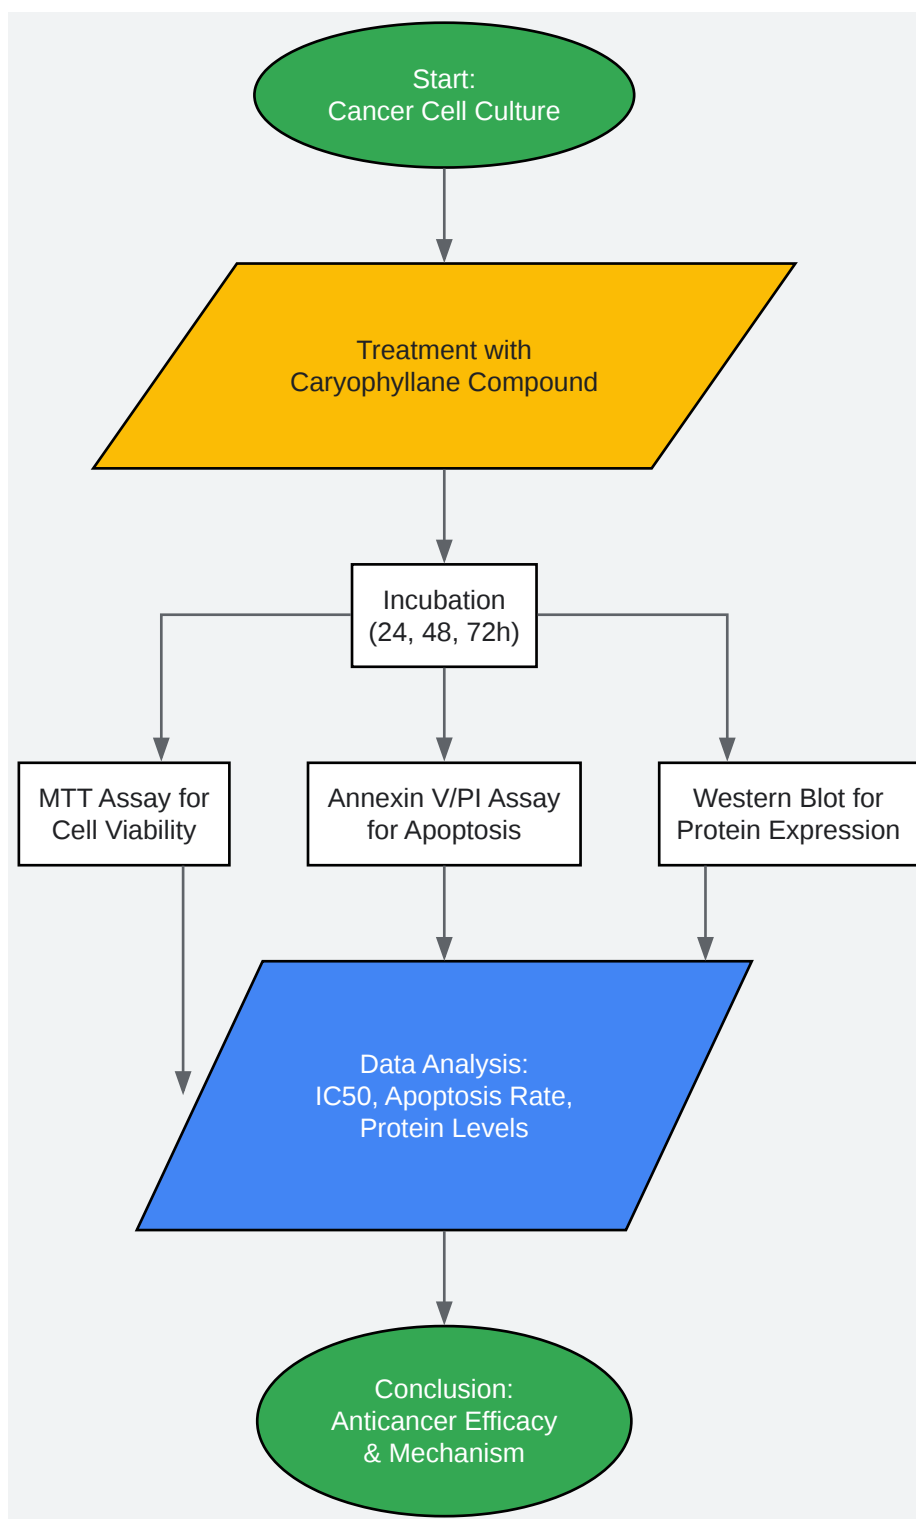 Start:
Cancer Cell Culture
Treatment with
Caryophyllane Compound
Incubation
(24, 48, 72h)
MTT Assay for
Cell Viability
Annexin V/PI Assay
for Apoptosis
Western Blot for
Protein Expression
Data Analysis:
IC50, Apoptosis Rate,
Protein Levels
Conclusion:
Anticancer Efficacy
& Mechanism